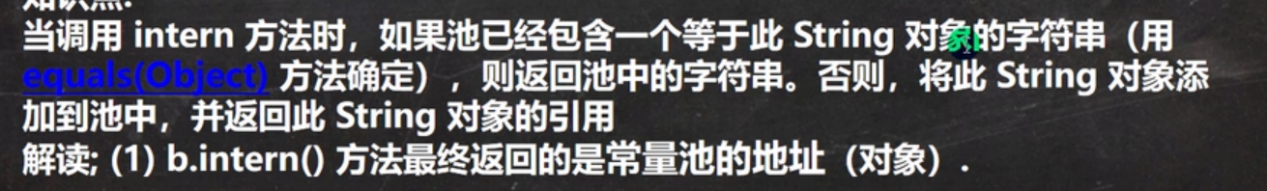 知识点:
当调用 intern 方法时，如果池已经包含一个等于此 String 对象的字符串（用
equals(Object) 方法确定），则返回池中的字符串。否则，将此 String 对象添
加到池中，并返回此 String 对象的引用
解读; (1) b.intern() 方法最终返回的是常量池的地址（对象）.